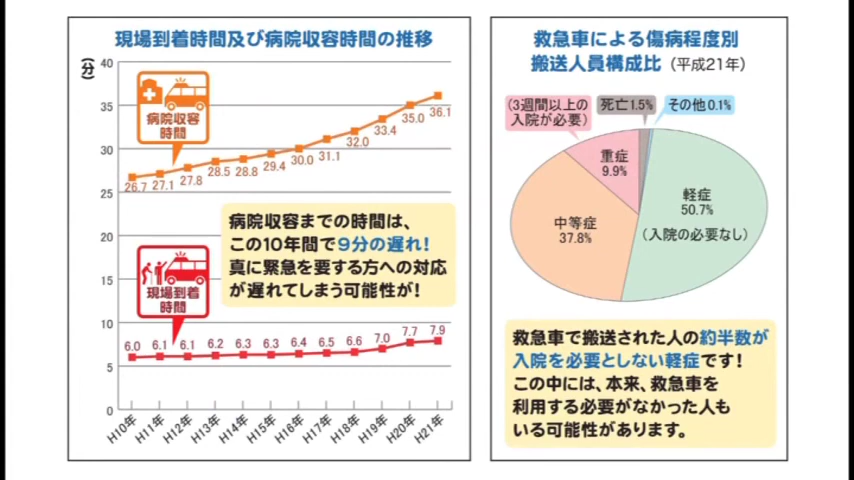 現場到着時間及び病院収容時間の推移
(分)
40
35
30
25
20
15
10
5
0
病院収容
時間
26.7 27.1 27.8 28.5 28.8 29.4 30.0 31.1 32.0 33.4 35.0 36.1
病院収容までの時間は、
この10年間で9分の遅れ!
真に緊急を要する方への対応
が遅れてしまう可能性が!
現場到着
時間
6.0 6.1 6.1 6.2 6.3 6.3 6.4 6.5 6.6 7.0 7.7 7.9
H10年 H11年 H12年 H13年 H14年 H15年 H16年 H17年 H18年 H19年 H20年 H21年
救急車による傷病程度別
搬送人員構成比(平成21年)
(3週間以上の
入院が必要)
死亡1.5%
その他0.1%
重症
9.9%
中等症
37.8%
軽症
50.7%
(入院の必要なし)
救急車で搬送された人の約半数が
入院を必要としない軽症です!
この中には、本来、救急車を
利用する必要がなかった人も
いる可能性があります。